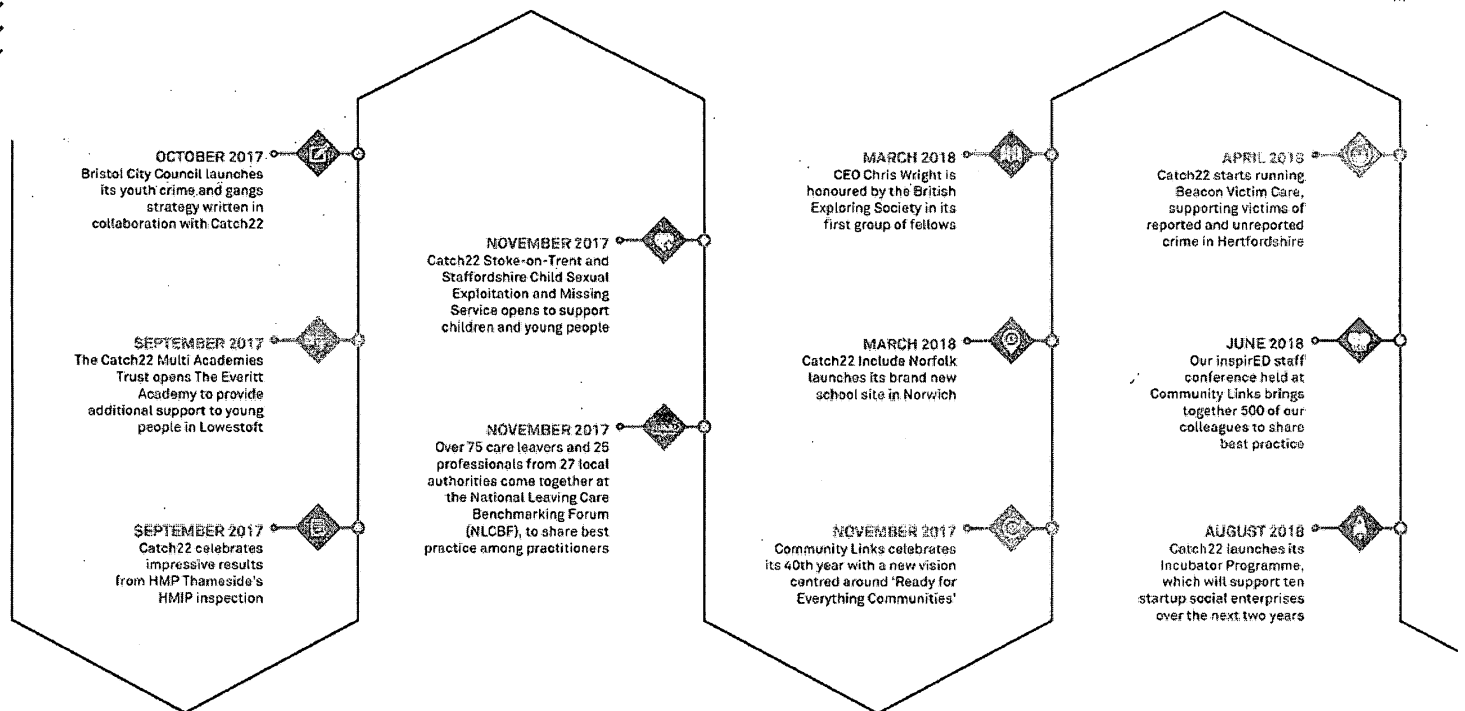 OCTOBER 2017
Bristol City Council launches
its youth crime and gangs
strategy written in
collaboration with Catch22
SEPTEMBER 2017
The Catch22 Multi Academies
Trust opens The Everitt
Academy to provide
additional support to young
people in Lowestoft
SEPTEMBER 2017
Catch22 celebrates
impressive results
from HMP Thameside's
HMIP inspection
NOVEMBER 2017
Catch22 Stoke-on-Trent and
Staffordshire Child Sexual
Exploitation and Missing
Service opens to support
children and young people
NOVEMBER 2017
Over 75 care leavers and 25
professionals from 27 local
authorities come together at
the National Leaving Care
Benchmarking Forum
(NLCBF), to share best
practice among practitioners
MARCH 2018
CEO Chris Wright is
honoured by the British
Exploring Society in its
first group of fellows
MARCH 2018
Catch22 Include Norfolk
launches its brand new
school site in Norwich
NOVEMBER 2017
Community Links celebrates
its 40th year with a new vision
centred around 'Ready for
Everything Communities'
APRIL 2018
Catch22 starts running
Beacon Victim Care,
supporting victims of
reported and unreported
crime in Hertfordshire
JUNE 2018
Our inspirED staff
conference held at
Community Links brings
together 500 of our
colleagues to share
best practice
AUGUST 2018
Catch22 launches its
Incubator Programme,
which will support ten
startup social enterprises
over the next two years